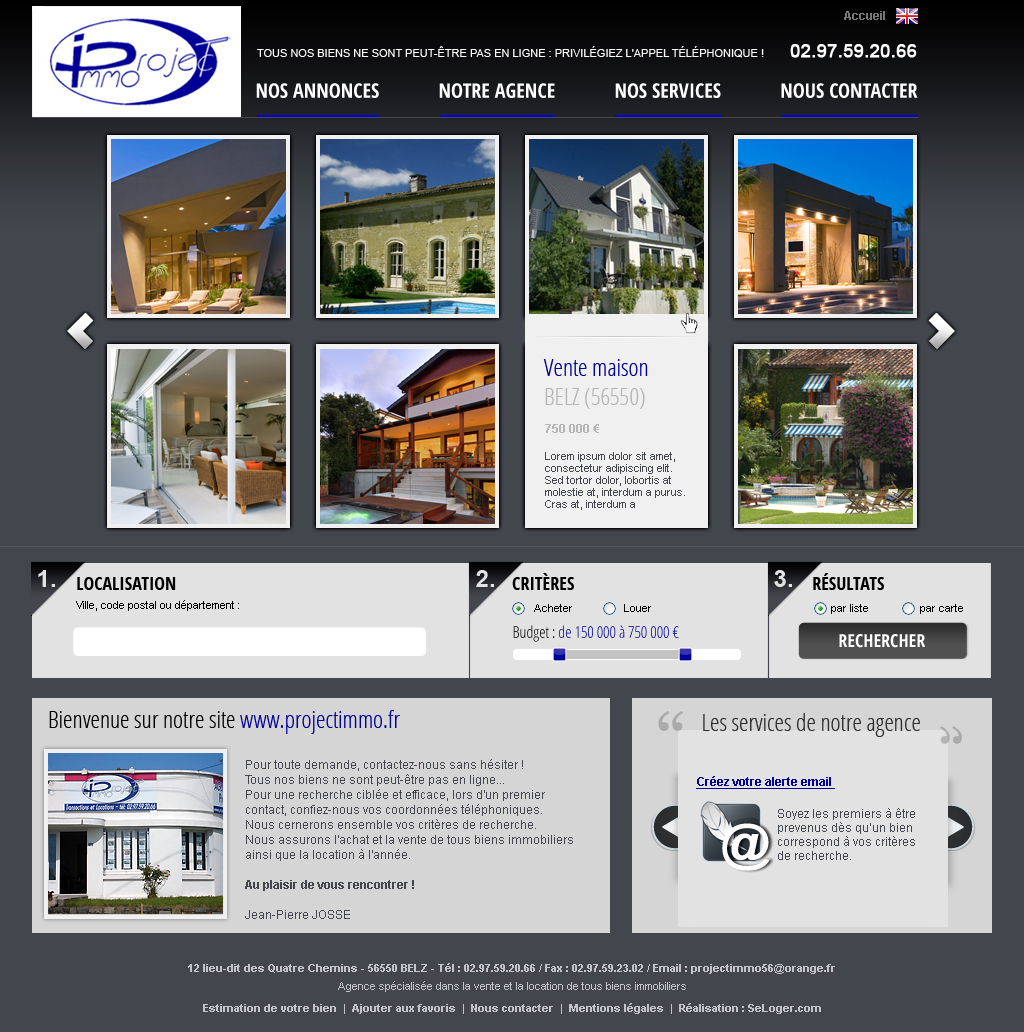 Accueil
iProject
immo
TOUS NOS BIENS NE SONT PEUT-ÊTRE PAS EN LIGNE : PRIVILÉGIEZ L'APPEL TÉLÉPHONIQUE !
02.97.59.20.66
NOS ANNONCES
NOTRE AGENCE
NOS SERVICES
NOUS CONTACTER
Vente maison
BELZ (56550)
750 000 €
Lorem ipsum dolor sit amet,
consectetur adipiscing elit.
Sed tortor dolor, lobortis at
molestie at, interdum a purus.
Cras at, interdum a
1. LOCALISATION
Ville, code postal ou département :
2. CRITÈRES
Acheter
Louer
Budget : de 150 000 à 750 000 €
3. RÉSULTATS
par liste
par carte
RECHERCHER
Bienvenue sur notre site www.projectimmo.fr
Project
immo
Transactions et Locations - tél: 02.97.59.20.66
Pour toute demande, contactez-nous sans hésiter !
Tous nos biens ne sont peut-être pas en ligne...
Pour une recherche ciblée et efficace, lors d'un premier
contact, confiez-nous vos coordonnées téléphoniques.
Nous cernerons ensemble vos critères de recherche.
Nous assurons l'achat et la vente de tous biens immobiliers
ainsi que la location à l'année.
Au plaisir de vous rencontrer !
Jean-Pierre JOSSE
“ Les services de notre agence ”
Créez votre alerte email
@
Soyez les premiers à être
prevenus dès qu'un bien
correspond à vos critères
de recherche.
12 lieu-dit des Quatre Chemins - 56550 BELZ - Tél : 02.97.59.20.66 / Fax : 02.97.59.23.02 / Email : projectimmo56@orange.fr
Agence spécialisée dans la vente et la location de tous biens immobiliers
Estimation de votre bien | Ajouter aux favoris | Nous contacter | Mentions légales | Réalisation : SeLoger.com